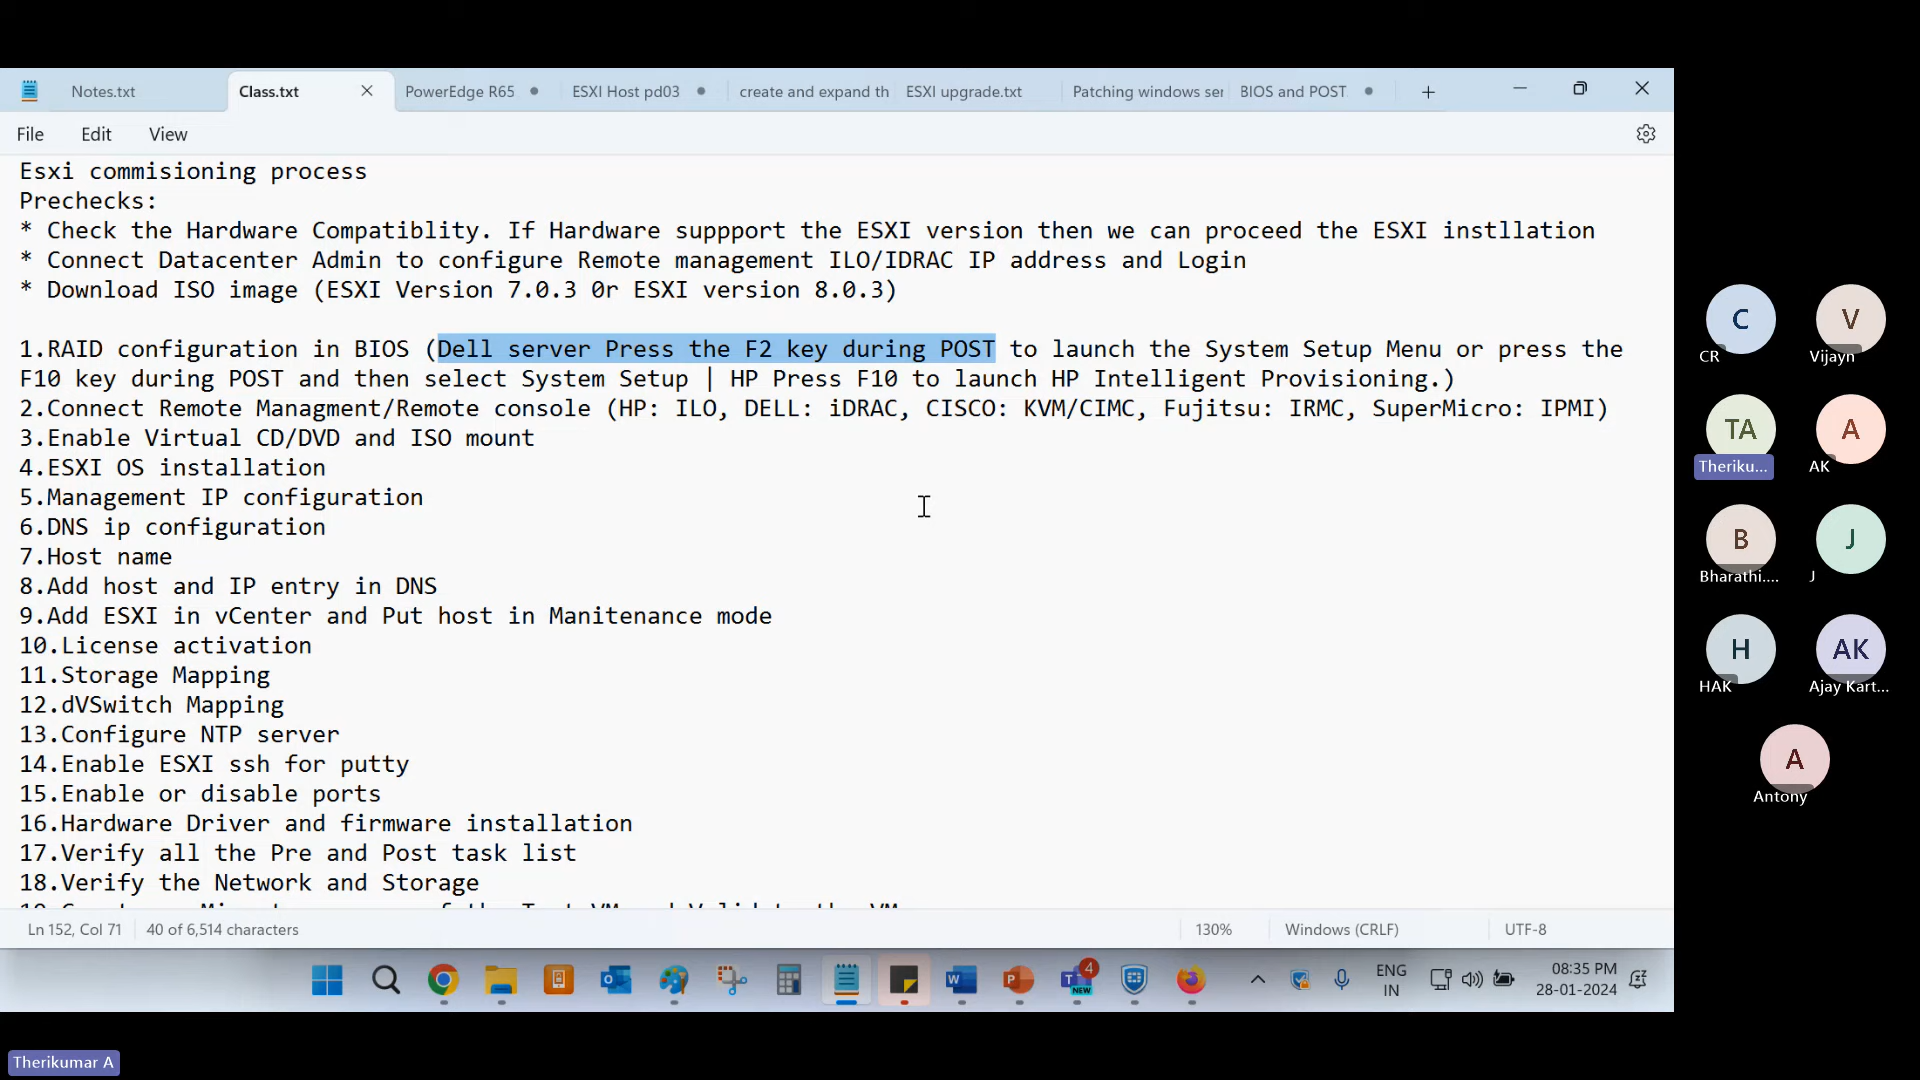 Notes.txt
Class.txt
PowerEdge R65
ESXI Host pd03
create and expand th
ESXI upgrade.txt
Patching windows ser
BIOS and POST
File
Edit
View
Esxi commisioning process
Prechecks:
* Check the Hardware Compatiblity. If Hardware suppport the ESXI version then we can proceed the ESXI instllation
* Connect Datacenter Admin to configure Remote management ILO/IDRAC IP address and Login
* Download ISO image (ESXI Version 7.0.3 0r ESXI version 8.0.3)
1.RAID configuration in BIOS (Dell server Press the F2 key during POST to launch the System Setup Menu or press the
F10 key during POST and then select System Setup | HP Press F10 to launch HP Intelligent Provisioning.)
2.Connect Remote Managment/Remote console (HP: ILO, DELL: iDRAC, CISCO: KVM/CIMC, Fujitsu: IRMC, SuperMicro: IPMI)
3.Enable Virtual CD/DVD and ISO mount
4.ESXI OS installation
5.Management IP configuration
6.DNS ip configuration
7.Host name
8.Add host and IP entry in DNS
9.Add ESXI in vCenter and Put host in Manitenance mode
10.License activation
11.Storage Mapping
12.dVSwitch Mapping
13.Configure NTP server
14.Enable ESXI ssh for putty
15.Enable or disable ports
16.Hardware Driver and firmware installation
17.Verify all the Pre and Post task list
18.Verify the Network and Storage
Ln 152, Col 71
40 of 6,514 characters
130%
Windows (CRLF)
UTF-8
4
NEW
ENG
IN
08:35 PM
28-01-2024
C
CR
V
Vijayn
TA
Theriku...
A
AK
B
Bharathi....
J
J
H
HAK
AK
Ajay Kart...
A
Antony
Therikumar A